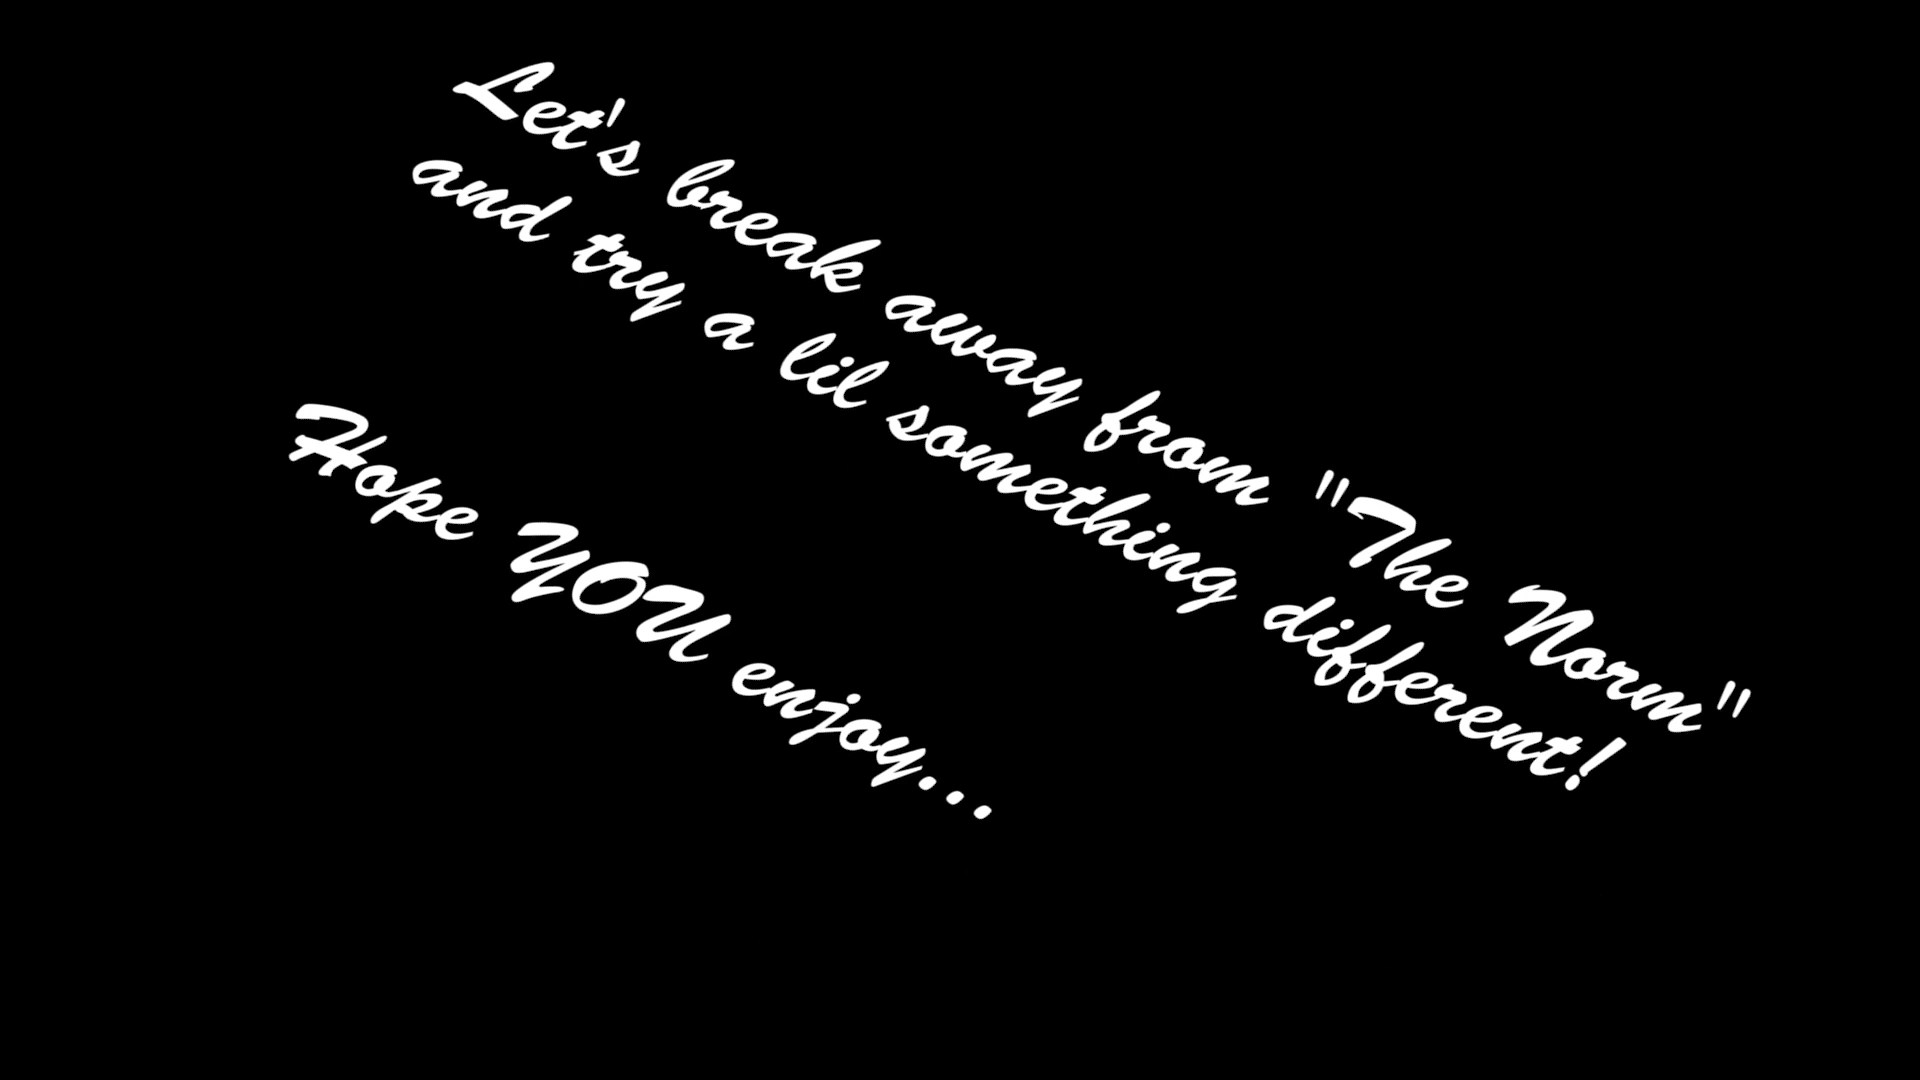 Let's break away from "The Norm"
and try a lil something different!
Hope YOU enjoy...